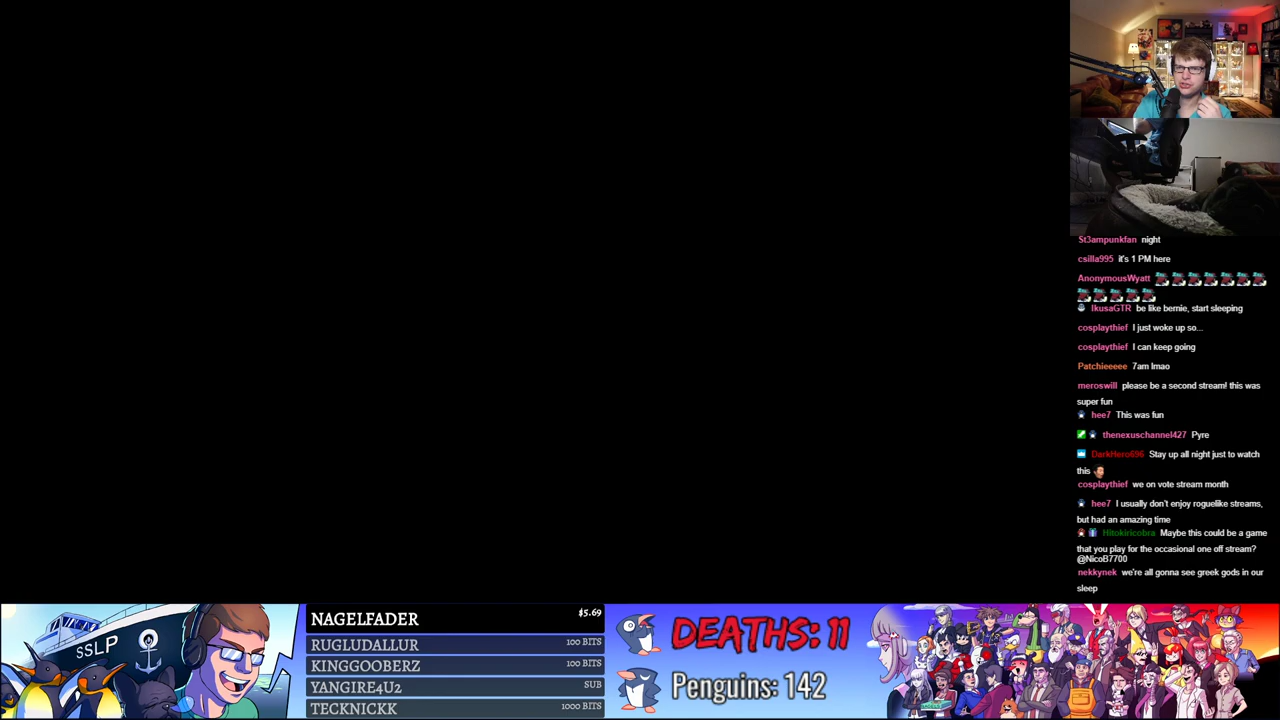 St3ampunkfan night
csilla995 it's 1 PM here
AnonymousWyatt
IkusaGTR be like bernie, start sleeping
cosplaythief I just woke up so...
cosplaythief I can keep going
Patchieeeee 7am lmao
meroswill please be a second stream! this was
super fun
hee7 This was fun
thenexuschannel427 Pyre
DarkHero696 Stay up all night just to watch
this
cosplaythief we on vote stream month
hee7 I usually don't enjoy roguelike streams,
but had an amazing time
Hitokiricobra Maybe this could be a game
that you play for the occasional one off stream?
@NicoB7700
nekkynek we're all gonna see greek gods in our
sleep
SSLP
NAGELFADER $5.69
RUGLUDALLUR 100 BITS
KINGGOOBERZ 100 BITS
YANGIRE4U2 SUB
TECKNICKK 1000 BITS
DEATHS: 11
Penguins: 142